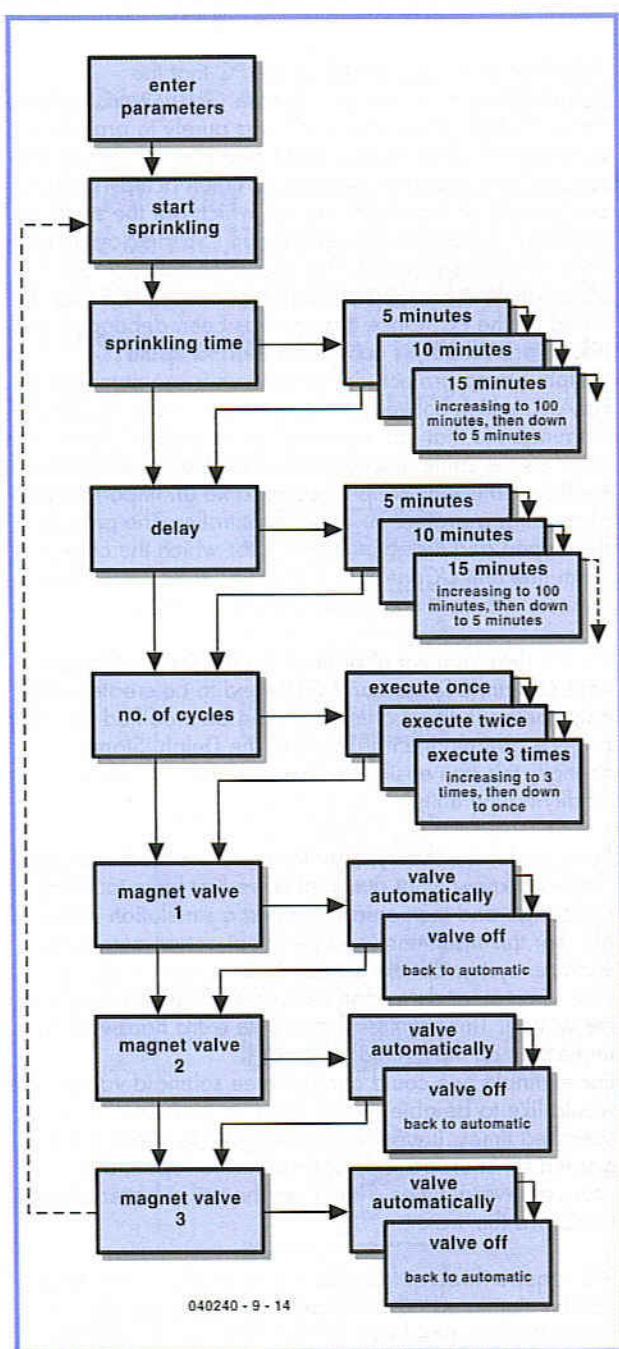 enter
parameters
start
sprinkling
sprinkling time
5 minutes
10 minutes
15 minutes
increasing to 100
minutes, then down
to 5 minutes
delay
5 minutes
10 minutes
15 minutes
increasing to 100
minutes, then down
to 5 minutes
no. of cycles
execute once
execute twice
execute 3 times
increasing to 3
times, then down
to once
magnet valve
1
valve
automatically
valve off
back to automatic
magnet valve
2
valve
automatically
valve off
back to automatic
magnet valve
3
valve
automatically
valve off
back to automatic
040240 - 9 - 14